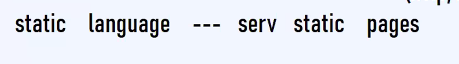 static language --- serv static pages